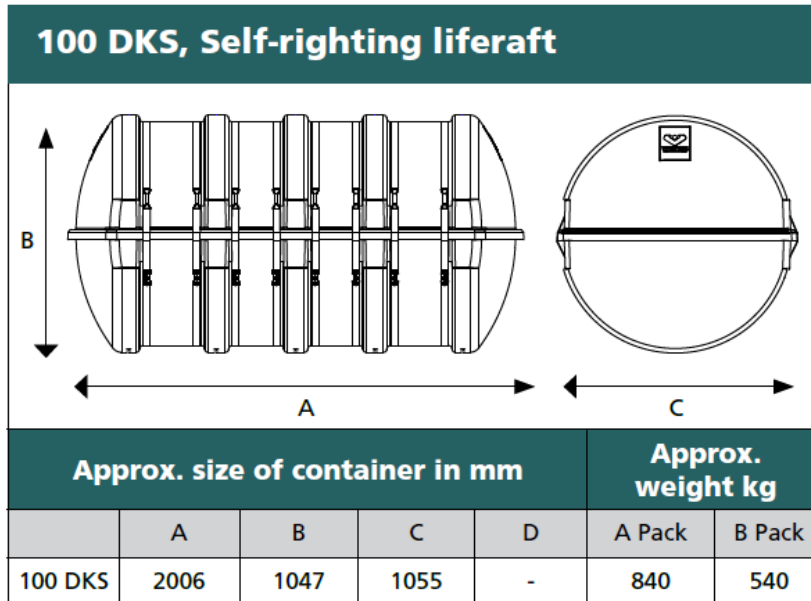 100 DKS, Self-righting liferaft
B
A
C
Approx. size of container in mm
Approx. weight kg
A B C D A Pack B Pack
100 DKS 2006 1047 1055 - 840 540